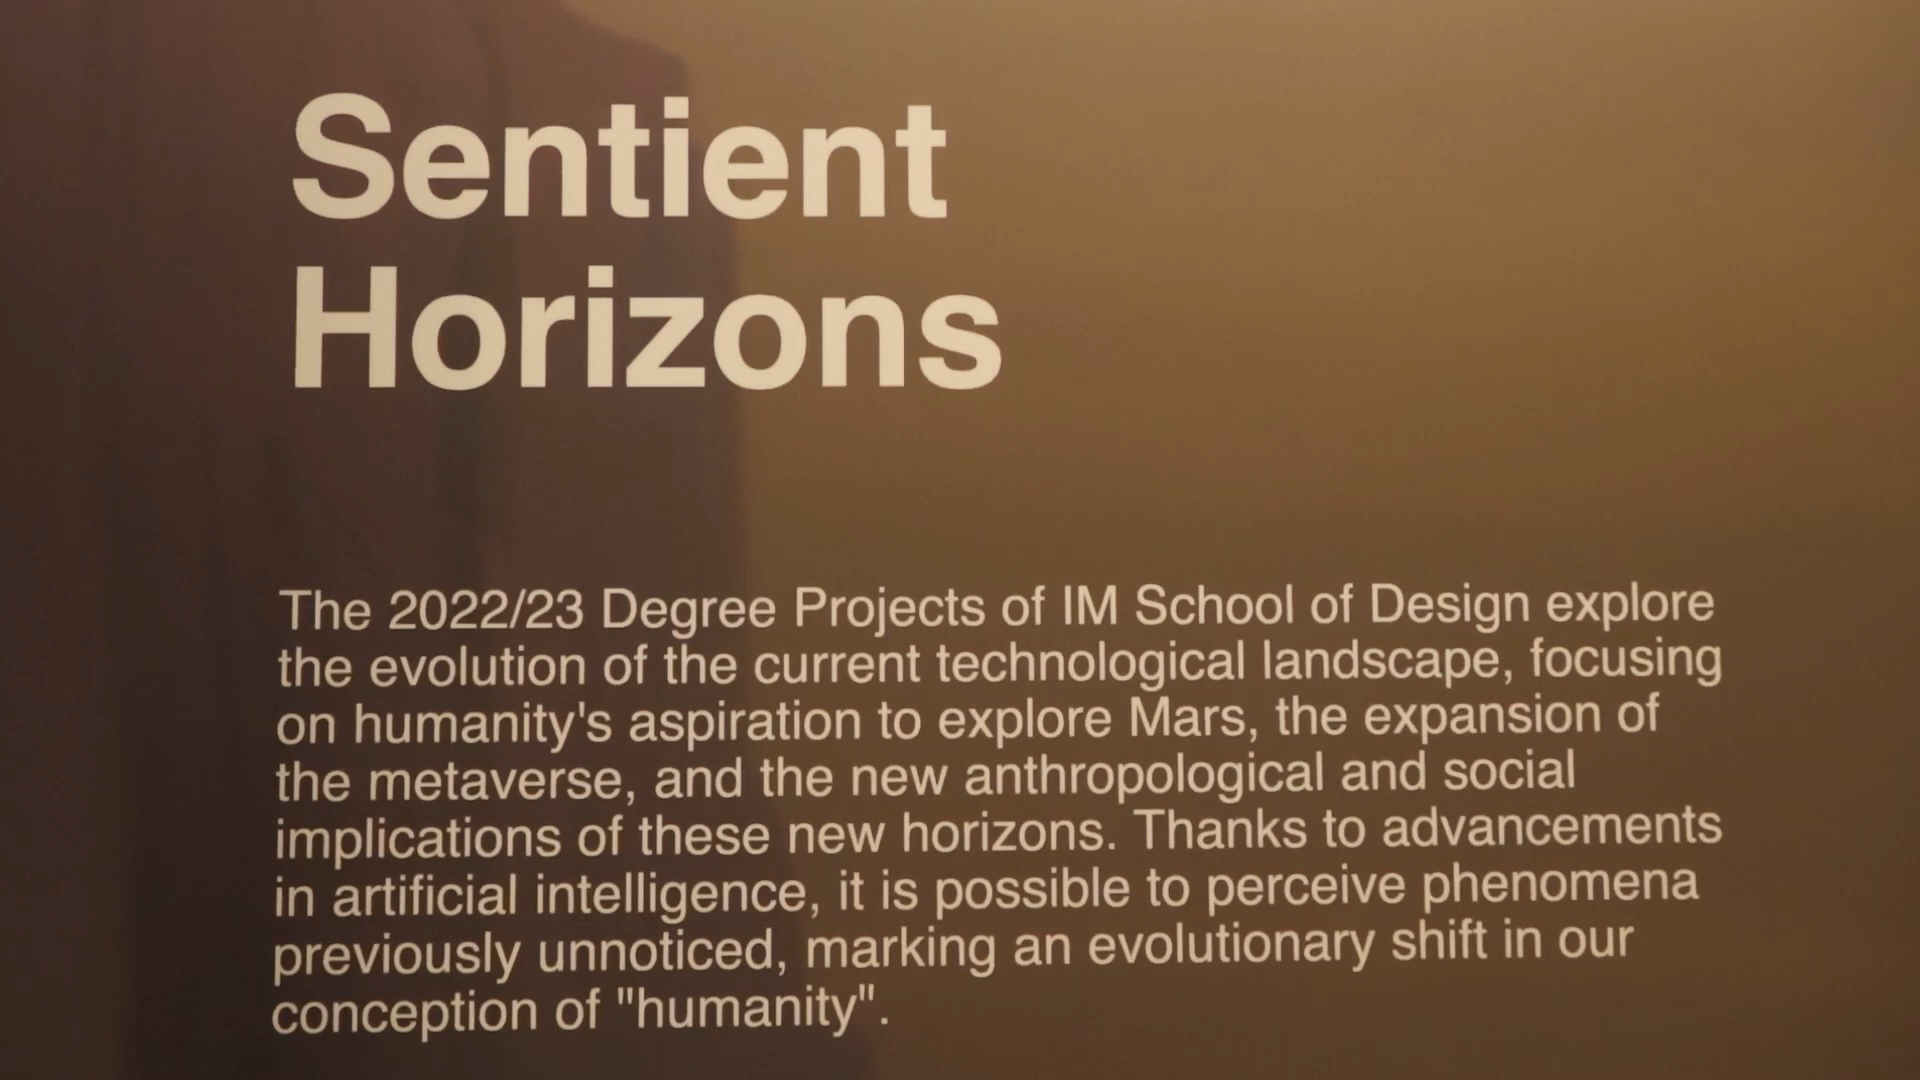 Sentient
Horizons
The 2022/23 Degree Projects of IM School of Design explore
the evolution of the current technological landscape, focusing
on humanity's aspiration to explore Mars, the expansion of
the metaverse, and the new anthropological and social
implications of these new horizons. Thanks to advancements
in artificial intelligence, it is possible to perceive phenomena
previously unnoticed, marking an evolutionary shift in our
conception of "humanity".